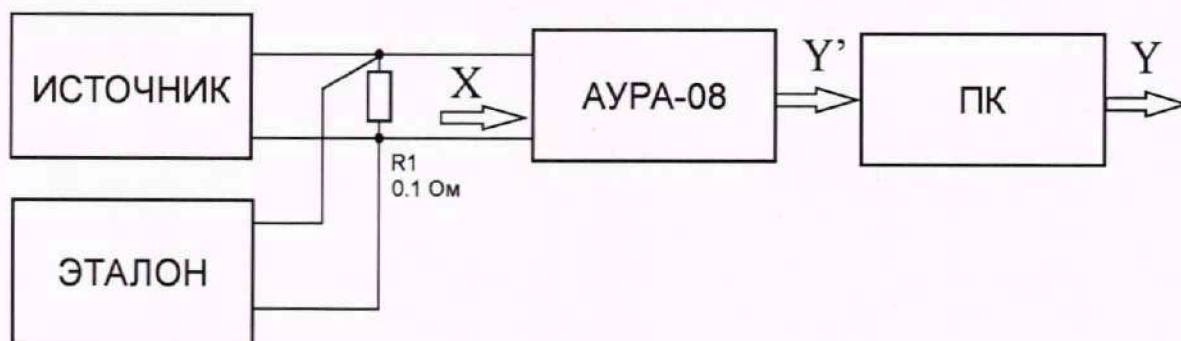 ИСТОЧНИК
X
АУРА-08
Y’
ПК
Y
R1
0.1 Ом
ЭТАЛОН